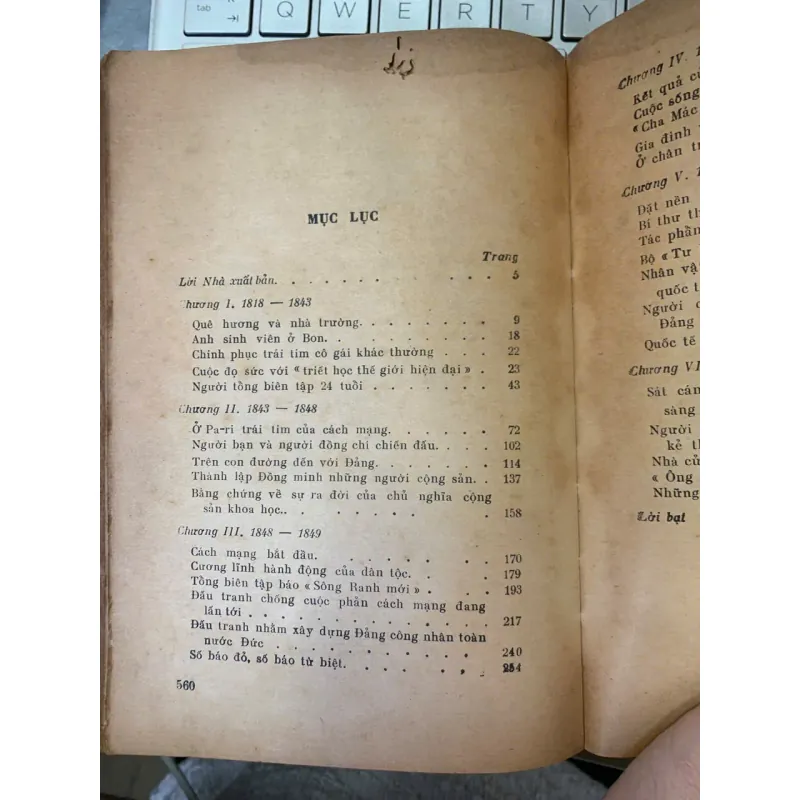 tab
Q W E R T Y
MỤC LỤC
Trang
Lời Nhà xuất bản. 5
Chương I. 1818 — 1843
Quê hương và nhà trường. 9
Anh sinh viên ở Bon. 18
Chinh phục trái tim cô gái khác thường 22
Cuộc đọ sức với « triết học thế giới hiện đại » 23
Người tổng biên tập 24 tuổi 43
Chương II. 1843 — 1848
Ở Pa-ri trái tim của cách mạng. 72
Người bạn và người đồng chí chiến đấu. 102
Trên con đường đến với Đảng. 114
Thành lập Đồng minh những người cộng sản. 137
Bằng chứng về sự ra đời của chủ nghĩa cộng
sản khoa học. 158
Chương III. 1848 — 1849
Cách mạng bắt đầu. 170
Cương lĩnh hành động của dân tộc. 179
Tổng biên tập báo « Sông Ranh mới » 193
Đấu tranh chống cuộc phản cách mạng đang
lấn tới 217
Đấu tranh nhằm xây dựng Đảng công nhân toàn
nước Đức 240
Số báo đỏ, số báo từ biệt. 254
560
Chương IV. 1
Kết quả củ
Cuộc sống
« Cha Mác
Gia đình
Ở chân tr
Chương V. 1
Đặt nền
Bí thư th
Tác phẩn
Bộ « Tư
Nhân vậ
quốc t
Người c
Đảng
Quốc tế
Chương VI
Sát cán
sàng
Người
kẻ th
Nhà củ
« Ông
Những
Lời bạt